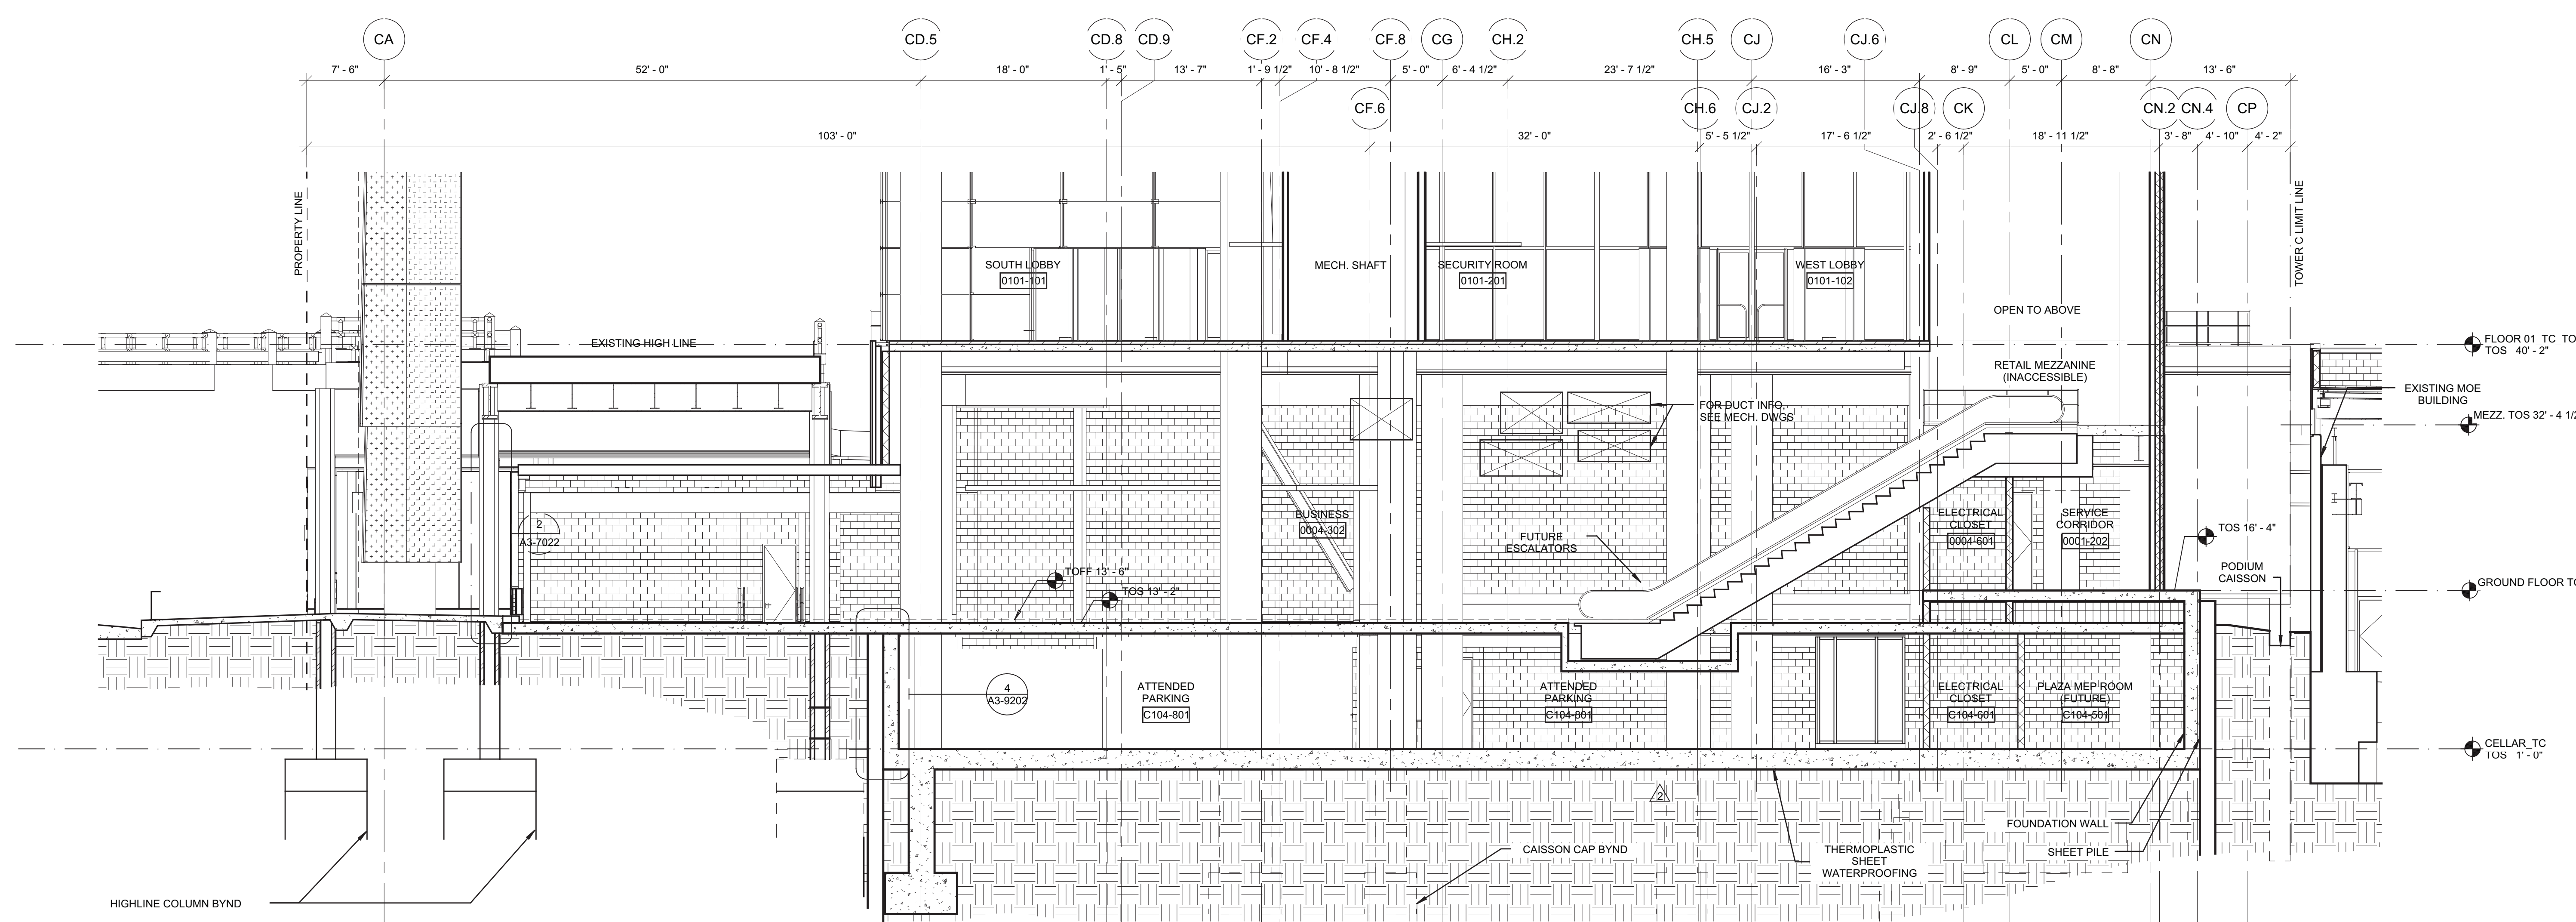 CA
CD.5
CD.8
CD.9
CF.2
CF.4
CF.8
CG
CH.2
CH.5
CJ
CJ.6
CL
CM
CN
7' - 6"
52' - 0"
18' - 0"
1' - 5"
13' - 7"
1' - 9 1/2"
10' - 8 1/2"
5' - 0"
6' - 4 1/2"
23' - 7 1/2"
16' - 3"
8' - 9"
5' - 0"
8' - 8"
13' - 6"
CF.6
CH.6
CJ.2
CJ.8
CK
CN.2
CN.4
CP
103' - 0"
32' - 0"
5' - 5 1/2"
17' - 6 1/2"
2' - 6 1/2"
18' - 11 1/2"
3' - 8"
4' - 10"
4' - 2"
PROPERTY LINE
TOWER C LIMIT LINE
SOUTH LOBBY
0101-101
MECH. SHAFT
SECURITY ROOM
0101-201
WEST LOBBY
0101-102
OPEN TO ABOVE
EXISTING HIGH LINE
FLOOR 01_TC_TO
TOS 40' - 2"
RETAIL MEZZANINE
(INACCESSIBLE)
EXISTING MOE
BUILDING
FOR DUCT INFO
SEE MECH. DWGS
MEZZ. TOS 32' - 4 1/2
2
A3-7022
BUSINESS
0004-302
FUTURE
ESCALATORS
ELECTRICAL
CLOSET
0004-601
SERVICE
CORRIDOR
0001-202
TOS 16' - 4"
PODIUM
CAISSON
TOFF 13' - 6"
TOS 13' - 2"
GROUND FLOOR TO
4
A3-9202
ATTENDED
PARKING
C104-801
ATTENDED
PARKING
C104-801
ELECTRICAL
CLOSET
C104-601
PLAZA MEP ROOM
(FUTURE)
C104-501
CELLAR_TC
TOS 1' - 0"
2
FOUNDATION WALL
SHEET PILE
CAISSON CAP BYND
THERMOPLASTIC
SHEET
WATERPROOFING
HIGHLINE COLUMN BYND